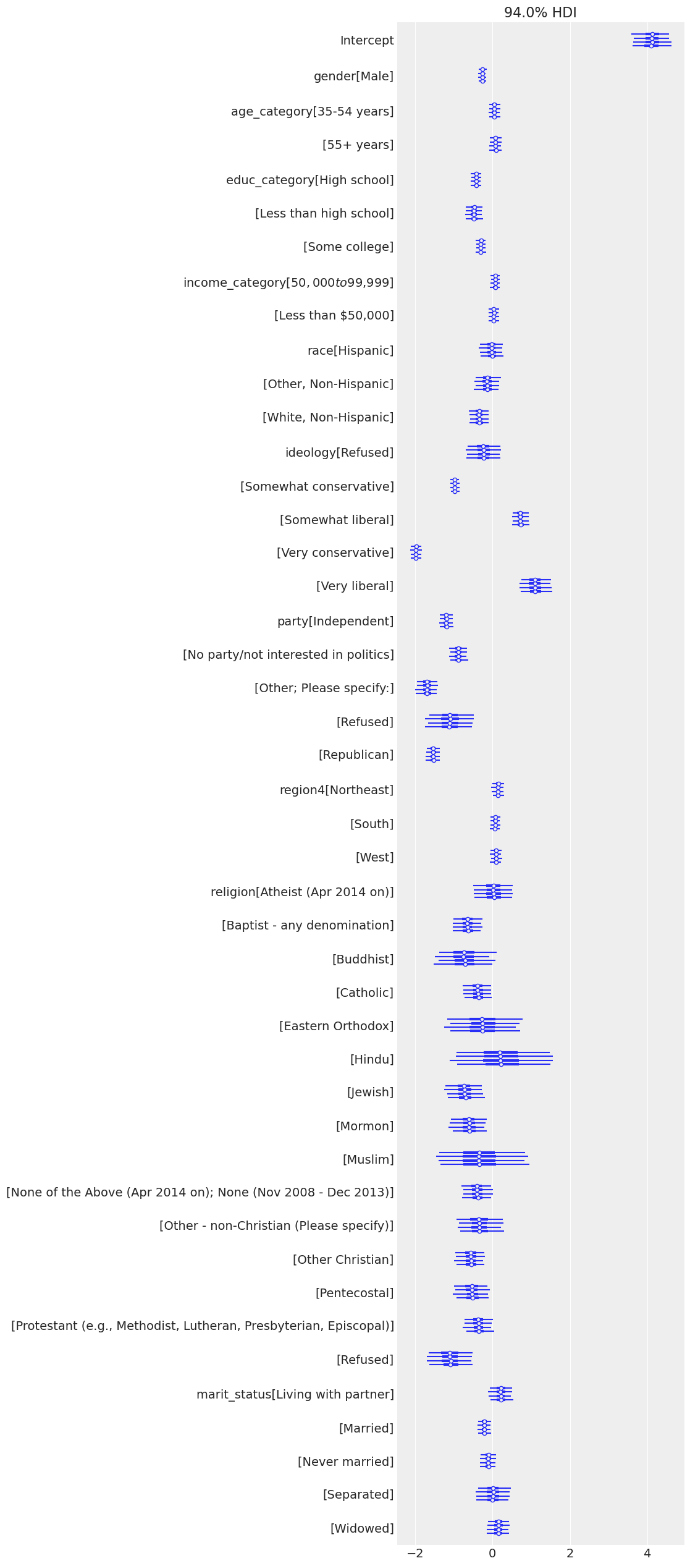 94.0% HDI
Intercept
gender[Male]
age_category[35-54 years]
[55+ years]
educ_category[High school]
[Less than high school]
[Some college]
income_category[50,000to99,999]
[Less than $50,000]
race[Hispanic]
[Other, Non-Hispanic]
[White, Non-Hispanic]
ideology[Refused]
[Somewhat conservative]
[Somewhat liberal]
[Very conservative]
[Very liberal]
party[Independent]
[No party/not interested in politics]
[Other; Please specify:]
[Refused]
[Republican]
region4[Northeast]
[South]
[West]
religion[Atheist (Apr 2014 on)]
[Baptist - any denomination]
[Buddhist]
[Catholic]
[Eastern Orthodox]
[Hindu]
[Jewish]
[Mormon]
[Muslim]
[None of the Above (Apr 2014 on); None (Nov 2008 - Dec 2013)]
[Other - non-Christian (Please specify)]
[Other Christian]
[Pentecostal]
[Protestant (e.g., Methodist, Lutheran, Presbyterian, Episcopal)]
[Refused]
marit_status[Living with partner]
[Married]
[Never married]
[Separated]
[Widowed]
−2 0 2 4